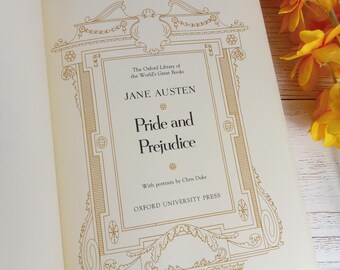 The Oxford Library of
the World's Great Books
JANE AUSTEN
Pride and
Prejudice
With portraits by Chris Duke
OXFORD UNIVERSITY PRESS